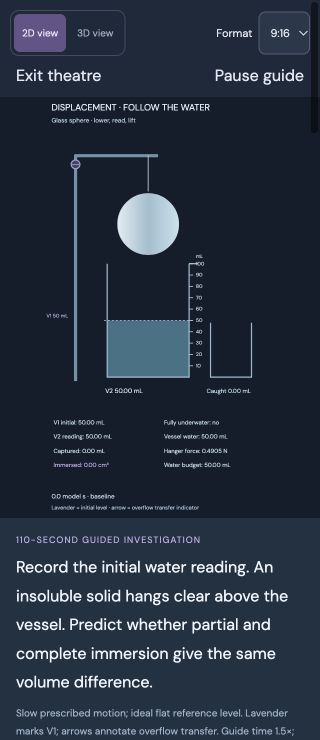 2D view
3D view
Format
9:16
Exit theatre
Pause guide
DISPLACEMENT · FOLLOW THE WATER
Glass sphere · lower, read, lift
mL
100
90
80
70
60
50
40
30
20
10
V1 50 mL
V2 50.00 mL
Caught 0.00 mL
V1 initial: 50.00 mL
Fully underwater: no
V2 reading: 50.00 mL
Vessel water: 50.00 mL
Captured: 0.00 mL
Hanger force: 0.4905 N
Immersed: 0.00 cm³
Water budget: 50.00 mL
0.0 model s · baseline
Lavender = initial level · arrow = overflow transfer indicator
110-SECOND GUIDED INVESTIGATION
Record the initial water reading. An
insoluble solid hangs clear above the
vessel. Predict whether partial and
complete immersion give the same
volume difference.
Slow prescribed motion; ideal flat reference level. Lavender
marks V1; arrows annotate overflow transfer. Guide time 1.5×;